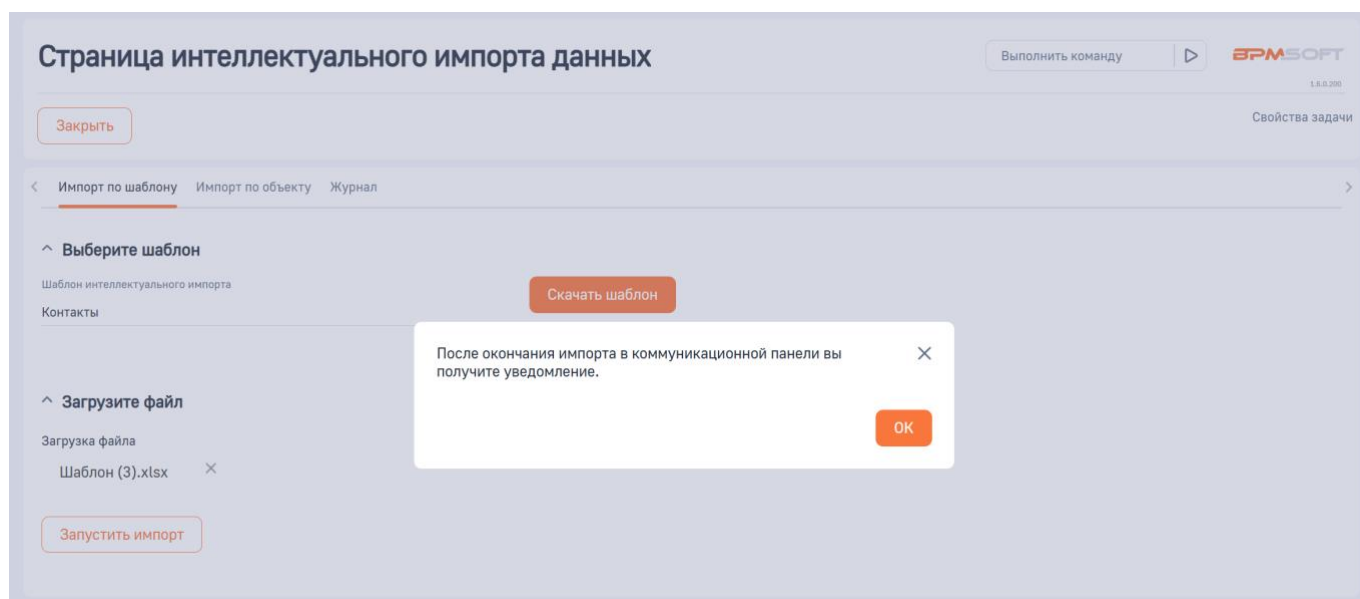 Страница интеллектуального импорта данных
Выполнить команду
BPMSOFT
1.6.0.200
Закрыть
Свойства задачи
Импорт по шаблону Импорт по объекту Журнал
Выберите шаблон
Шаблон интеллектуального импорта
Скачать шаблон
Контакты
После окончания импорта в коммуникационной панели вы
получите уведомление.
Загрузите файл
ОК
Загрузка файла
Шаблон (3).xlsx
Запустить импорт